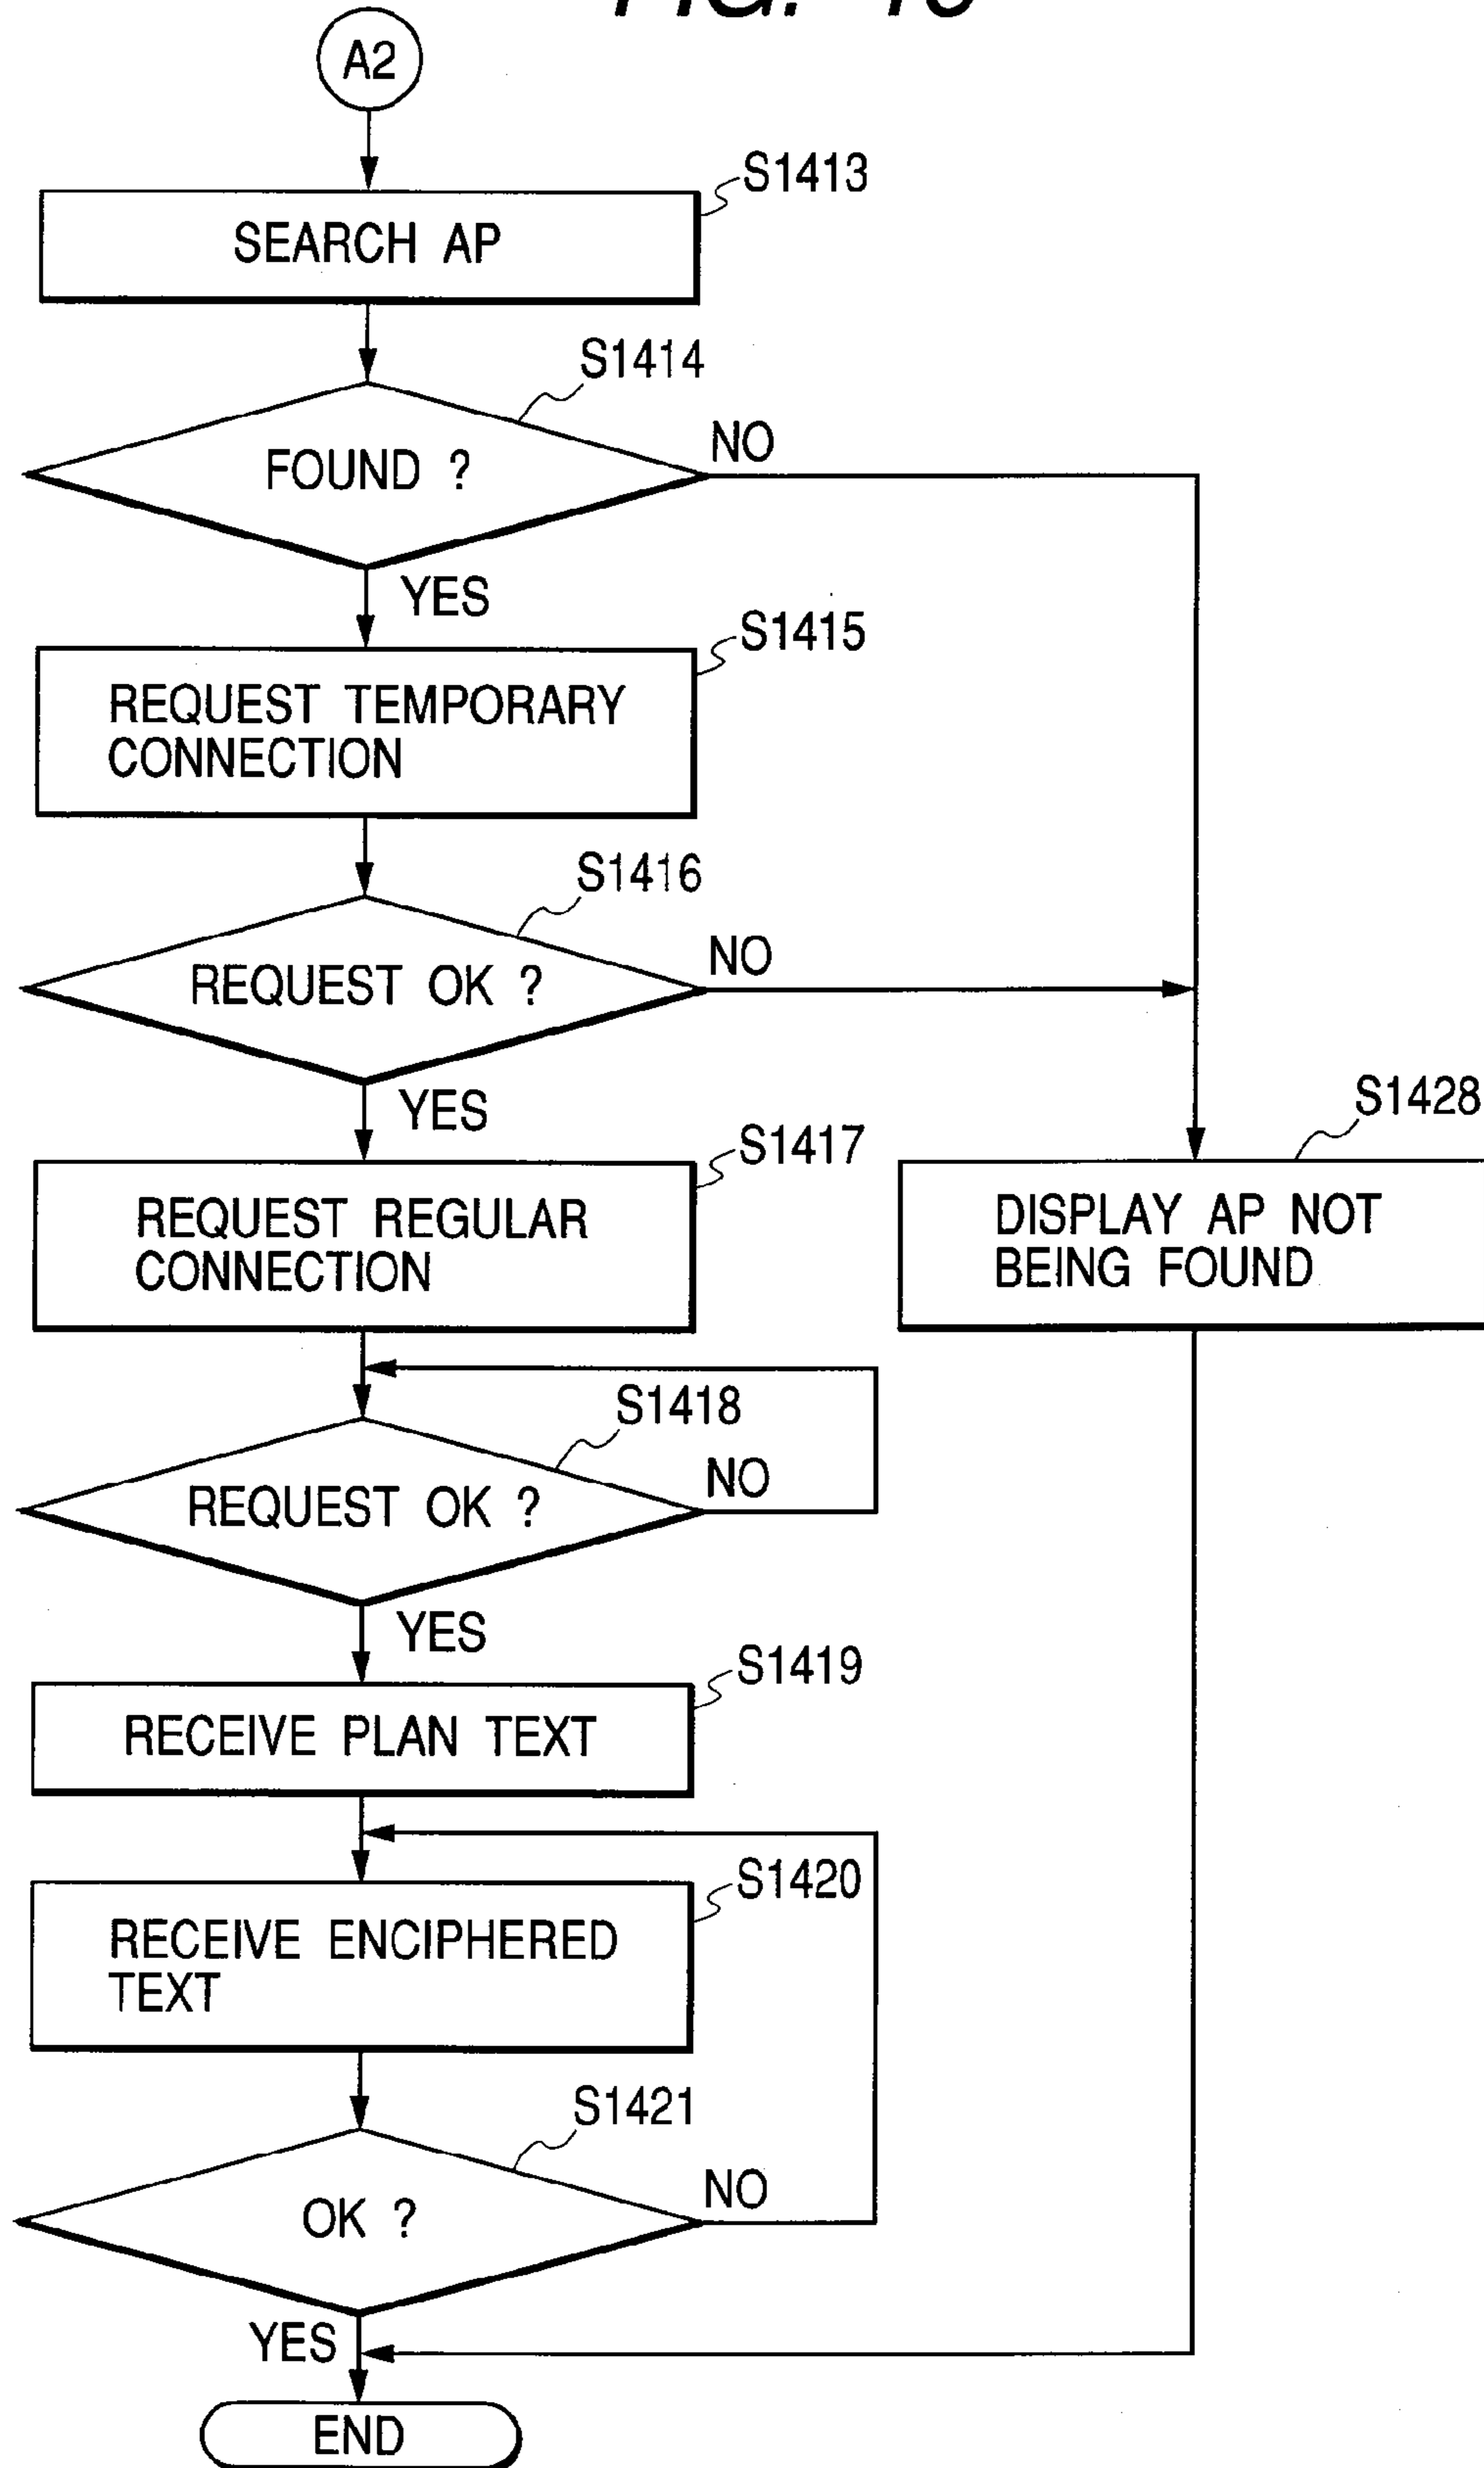 FIG.
A2
S1413
SEARCH AP
S1414
FOUND ?
NO
YES
S1415
REQUEST TEMPORARY
CONNECTION
S1416
REQUEST OK ?
NO
YES
S1428
S1417
REQUEST REGULAR
CONNECTION
DISPLAY AP NOT
BEING FOUND
S1418
REQUEST OK ?
NO
YES
S1419
RECEIVE PLAN TEXT
S1420
RECEIVE ENCIPHERED
TEXT
S1421
OK ?
NO
YES
END